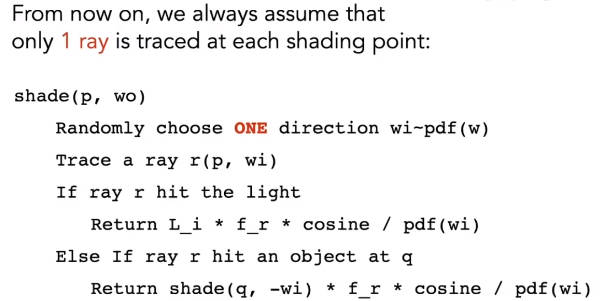 From now on, we always assume that
only 1 ray is traced at each shading point:
shade(p, wo)
Randomly choose ONE direction wi~pdf(w)
Trace a ray r(p, wi)
If ray r hit the light
Return L_i * f_r * cosine / pdf(wi)
Else If ray r hit an object at q
Return shade(q, -wi) * f_r * cosine / pdf(wi)